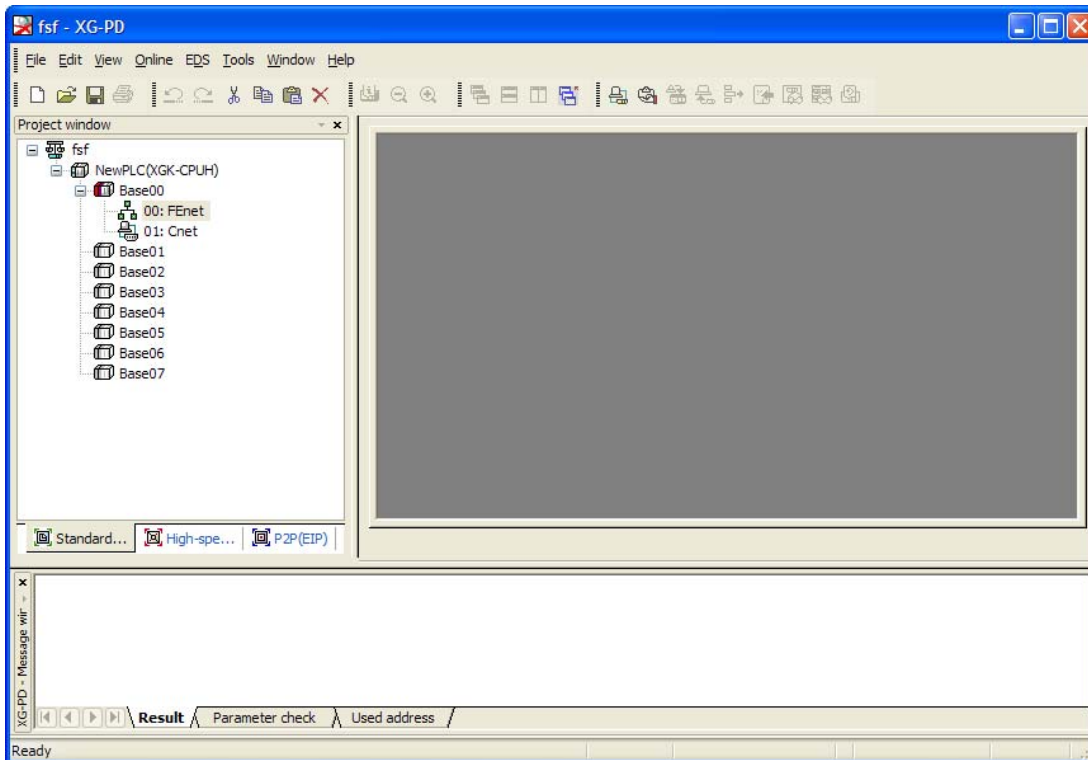 fsf - XG-PD
File Edit View Online EDS Tools Window Help
Project window
fsf
NewPLC(XGK-CPUH)
Base00
00: FEnet
01: Cnet
Base01
Base02
Base03
Base04
Base05
Base06
Base07
Standard... High-spe... P2P(EIP)
XG-PD - Message wir
Result Parameter check Used address
Ready